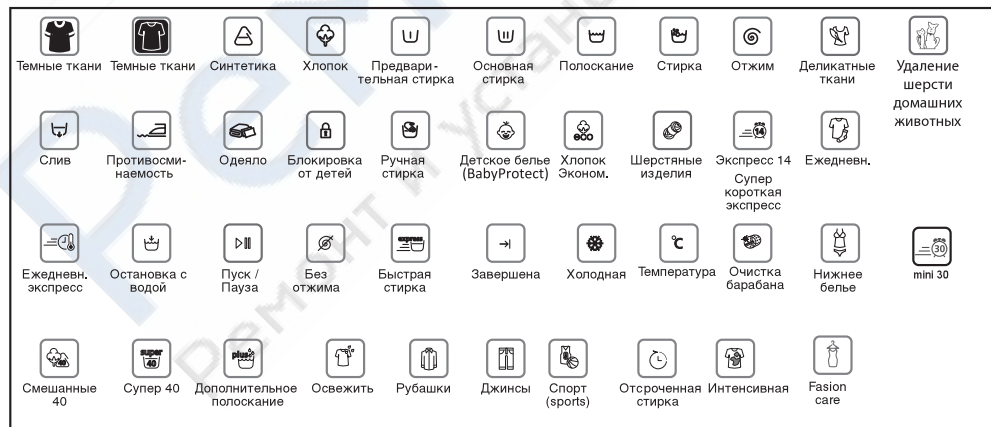 Темные ткани Темные ткани Синтетика Хлопок Предвари- Основная Полоскание Стирка Отжим Деликатные Удаление
тельная стирка стирка ткани шерсти
домашних
животных
14
Слив Противосми- Одеяло Блокировка Ручная Детское белье Хлопок Шерстяные Экспресс 14 Ежедневн.
наемость от детей стирка (BabyProtect) Эконом. изделия Супер
короткая
экспресс
eco
express
°C
30
Ежедневн. Остановка с Пуск / Без Быстрая Завершена Холодная Температура Очистка Нижнее mini 30
экспресс водой Пауза отжима стирка барабана белье
40
super
40
plus
Смешанные Супер 40 Дополнительное Освежить Рубашки Джинсы Спорт Отсроченная Интенсивная Fasion
40 полоскание (sports) стирка care
Ремонт и устан